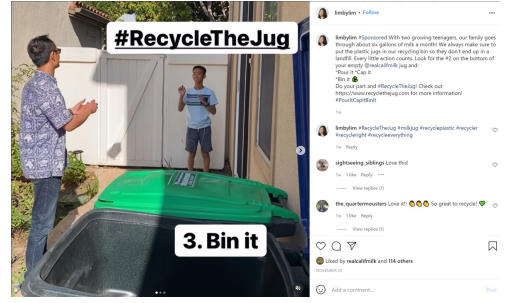 #RecycleTheJug
3. Bin it
limbylim • Follow
limbylim #Sponsored With two growing teenagers, our family goes
through about six gallons of milk a month! We always make sure to
put the plastic jugs in our recycling bin so they don't end up in a
landfill. Every little action counts. Look for the #2 on the bottom of
your empty @realcalifmilk jug and
*Pour it *Cap it
*Bin it
Do your part and #RecycleTheJug! Check out
https://www.recyclethejug.com for more information!
#PourItCapItBinIt
1w
limbylim #RecycleTheJug #milkjug #recycleplastic #recycler
#recycleright #recycleeverything
1w Reply
sightseeing_siblings Love this!
1w 1 like Reply
View replies (1)
the_quartermousters Love it! 👏👏👏 So great to recycle! 💚
1w 1 like Reply
View replies (1)
Liked by realcalifmilk and 114 others
NOVEMBER 23
Add a comment...
Post